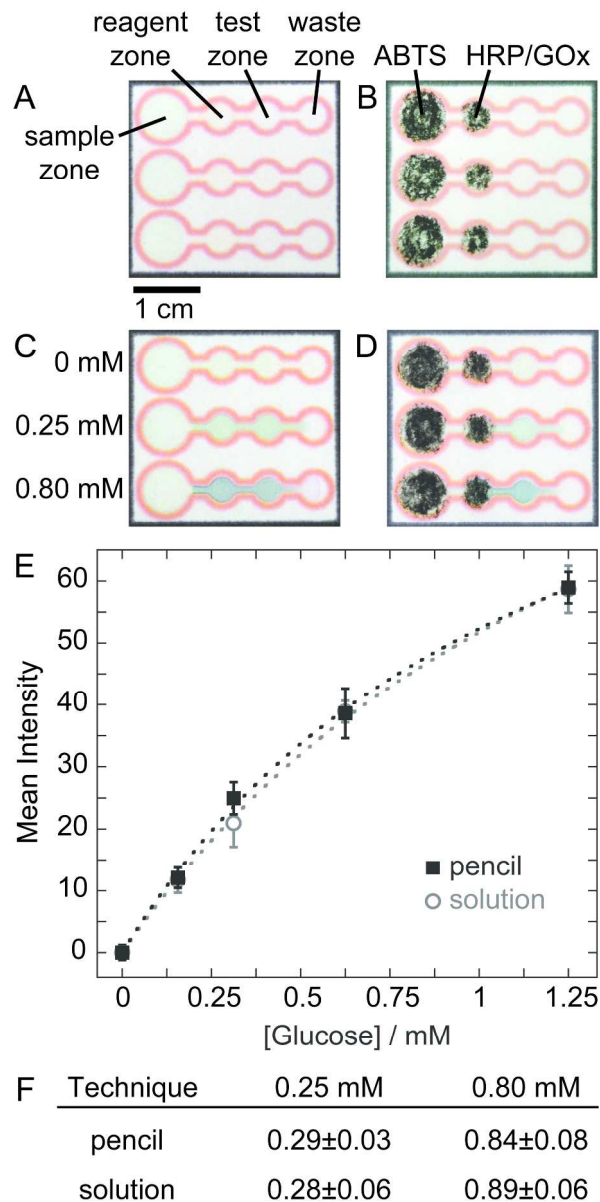 reagent zone
test zone
waste zone
ABTS
HRP/GOx
A
B
sample zone
1 cm
C
D
0 mM
0.25 mM
0.80 mM
E
60
50
40
30
20
10
0
Mean Intensity
pencil
solution
0 0.25 0.5 0.75 1 1.25
[Glucose] / mM
F Technique 0.25 mM 0.80 mM
pencil 0.29±0.03 0.84±0.08
solution 0.28±0.06 0.89±0.06